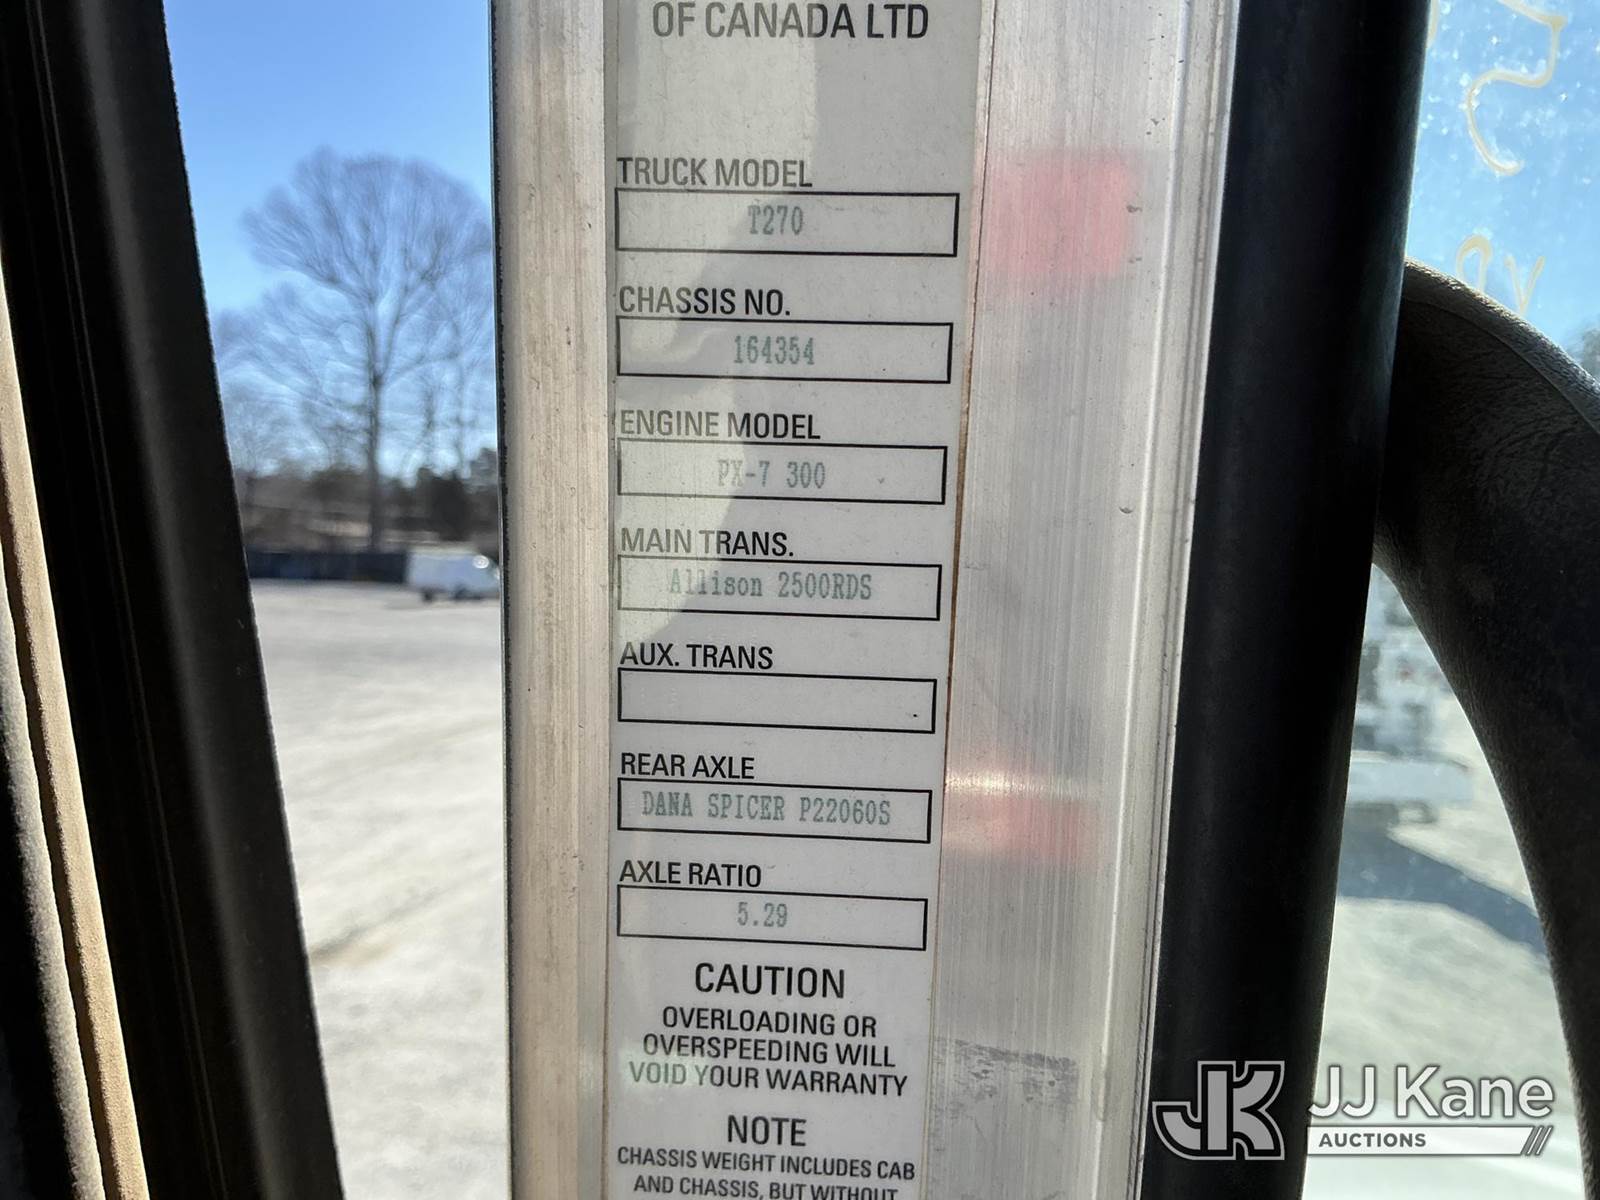 OF CANADA LTD
TRUCK MODEL
T270
CHASSIS NO.
164354
ENGINE MODEL
PX-7 300
MAIN TRANS.
Allison 2500RDS
AUX. TRANS
REAR AXLE
DANA SPICER P22060S
AXLE RATIO
5.29
CAUTION
OVERLOADING OR
OVERSPEEDING WILL
VOID YOUR WARRANTY
NOTE
CHASSIS WEIGHT INCLUDES CAB
AND CHASSIS, BUT WITHOUT
JK
JJ Kane
AUCTIONS